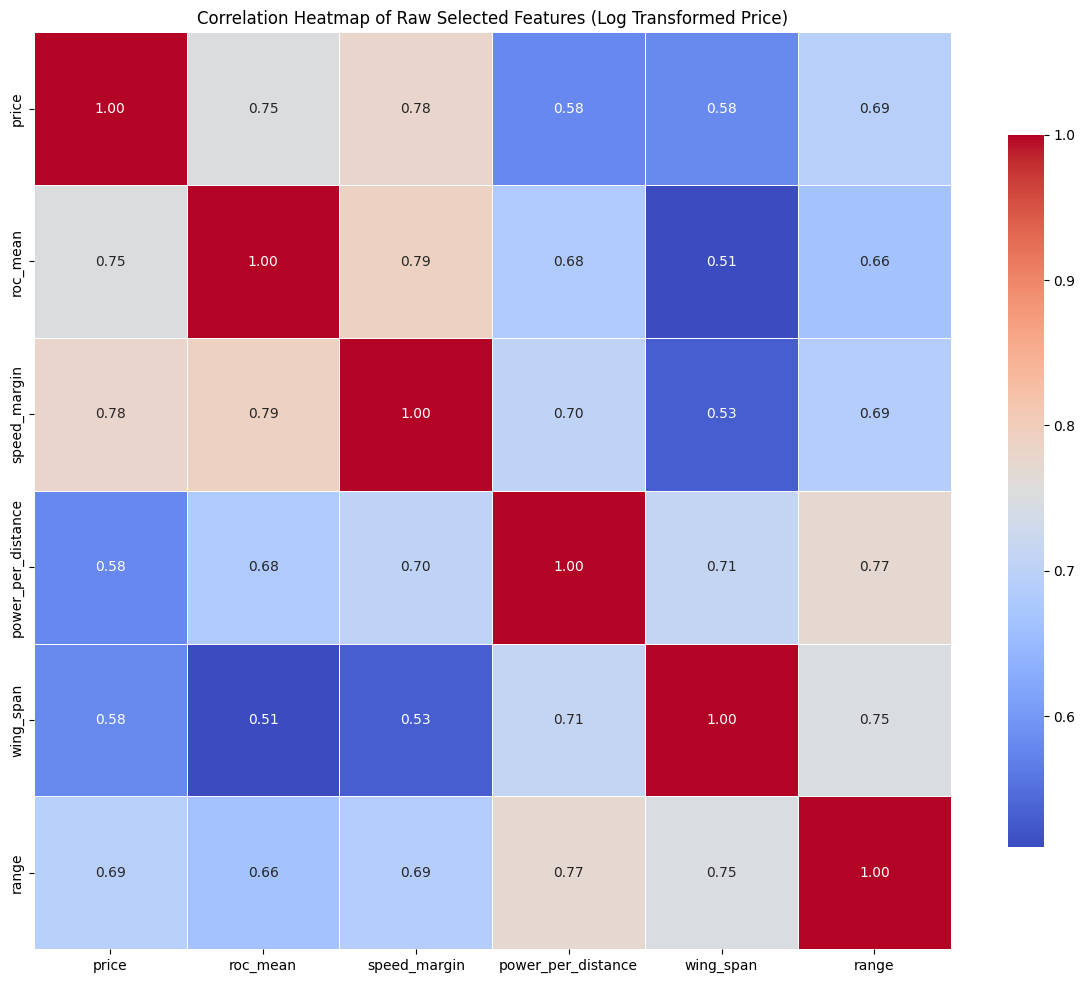 Correlation Heatmap of Raw Selected Features (Log Transformed Price)
price 1.00 0.75 0.78 0.58 0.58 0.69
roc_mean 0.75 1.00 0.79 0.68 0.51 0.66
speed_margin 0.78 0.79 1.00 0.70 0.53 0.69
power_per_distance 0.58 0.68 0.70 1.00 0.71 0.77
wing_span 0.58 0.51 0.53 0.71 1.00 0.75
range 0.69 0.66 0.69 0.77 0.75 1.00
price roc_mean speed_margin power_per_distance wing_span range
1.0
0.9
0.8
0.7
0.6